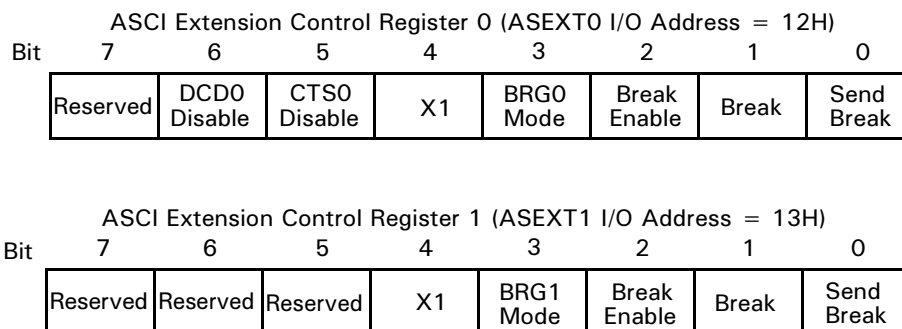 ASCI Extension Control Register 0 (ASEXT0 I/O Address = 12H)
Bit 7 6 5 4 3 2 1 0
Reserved DCD0 Disable CTS0 Disable X1 BRG0 Mode Break Enable Break Send Break
ASCI Extension Control Register 1 (ASEXT1 I/O Address = 13H)
Bit 7 6 5 4 3 2 1 0
Reserved Reserved Reserved X1 BRG1 Mode Break Enable Break Send Break